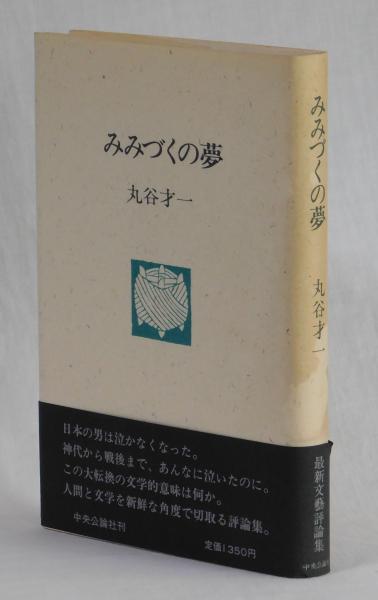 みみづくの夢
丸谷才一
日本の男は泣かなくなった。
神代から戦後まで、あんなに泣いたのに。
この大転換の文学的意味は何か。
人間と文学を新鮮な角度で切取る評論集。
中央公論社刊
定価1350円
みみづくの夢
丸谷才一
最新文藝評論集
中央公論社